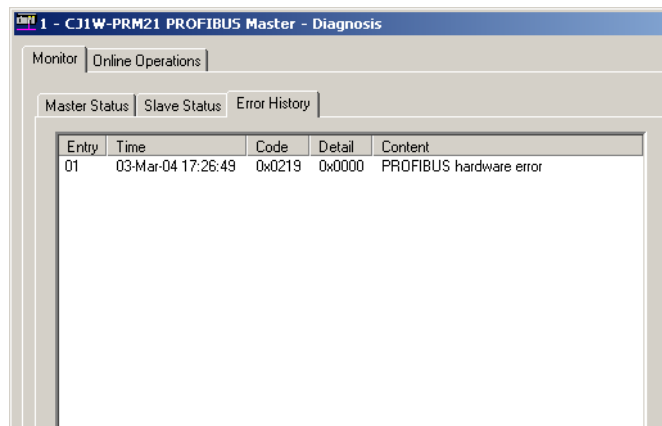 1 - CJ1W-PRM21 PROFIBUS Master - Diagnosis
Monitor Online Operations
Master Status Slave Status Error History
Entry Time Code Detail Content
01 03-Mar-04 17:26:49 0x0219 0x0000 PROFIBUS hardware error